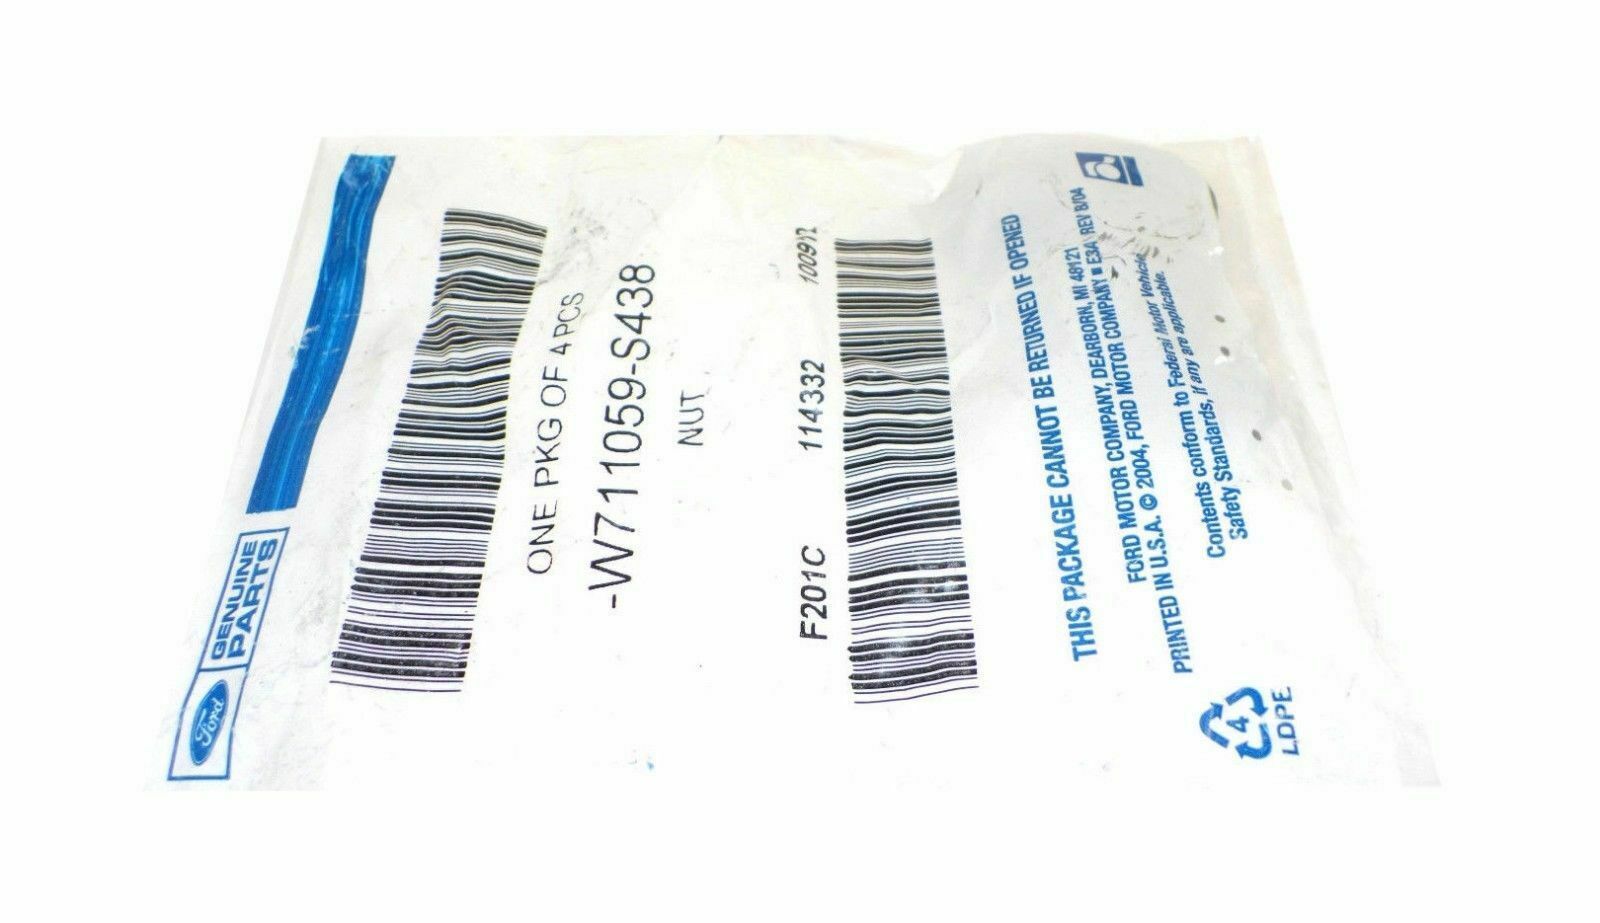 Ford
GENUINE
PARTS
ONE PKG OF 4 PCS
-W711059-S438
NUT
F201C 114332 100912
THIS PACKAGE CANNOT BE RETURNED IF OPENED
FORD MOTOR COMPANY, DEARBORN, MI 48121
PRINTED IN U.S.A. © 2004, FORD MOTOR COMPANY ■ E3A REV 8/04
Contents conform to Federal Motor Vehicle
Safety Standards, if any are applicable.
4
LDPE